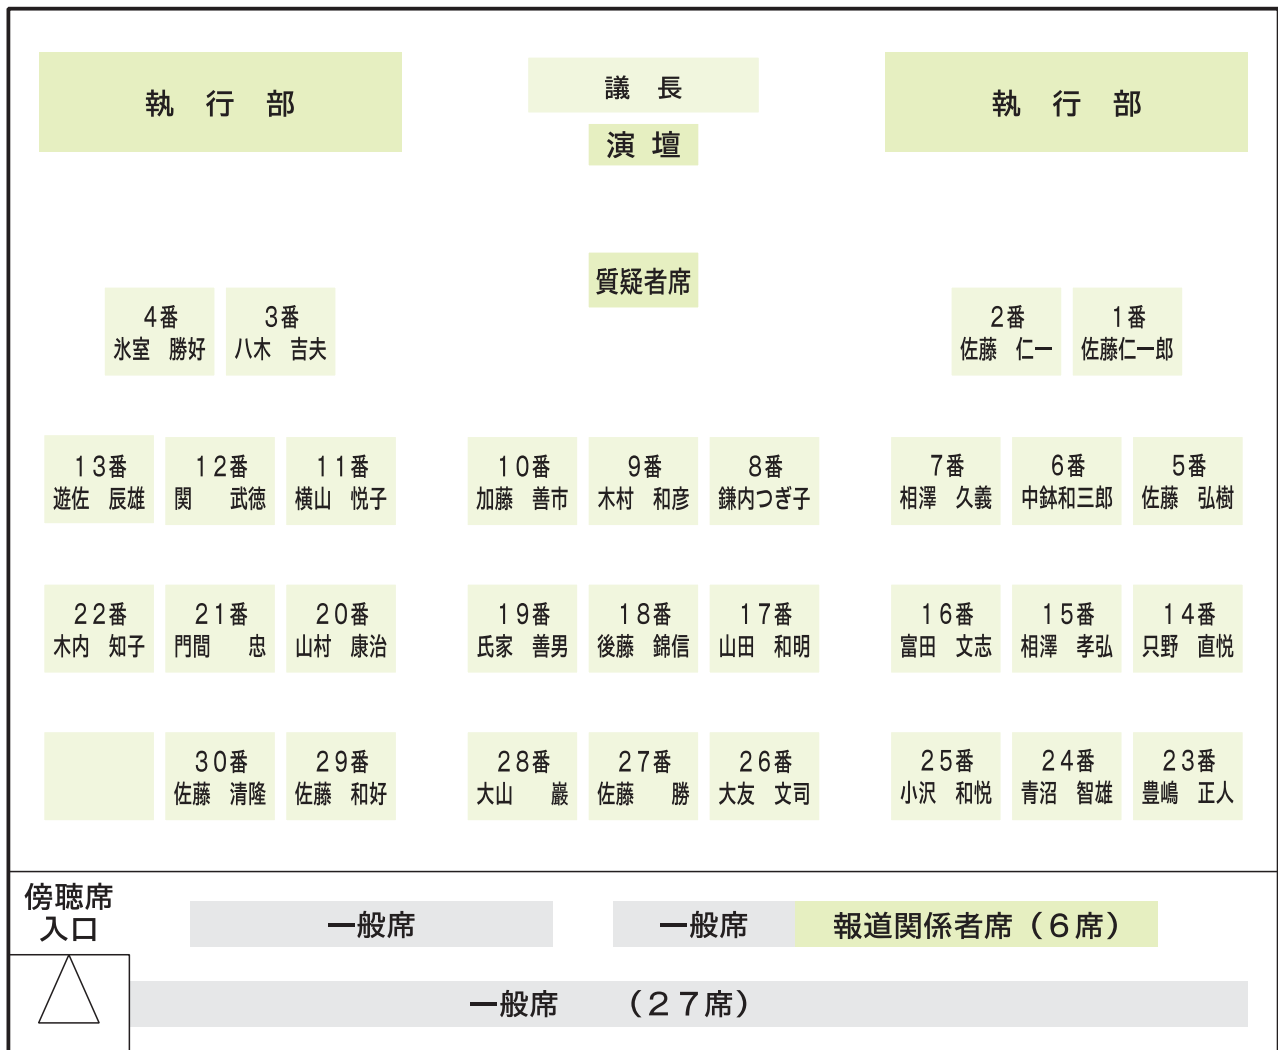 執行部
議長
執行部
演壇
質疑者席
4番
氷室 勝好
3番
八木 吉夫
2番
佐藤 仁一
1番
佐藤仁一郎
13番
遊佐 辰雄
12番
関 武徳
11番
横山 悦子
10番
加藤 善市
9番
木村 和彦
8番
鎌内つぎ子
7番
相澤 久義
6番
中鉢和三郎
5番
佐藤 弘樹
22番
木内 知子
21番
門間 忠
20番
山村 康治
19番
氏家 善男
18番
後藤 錦信
17番
山田 和明
16番
富田 文志
15番
相澤 孝弘
14番
只野 直悦
30番
佐藤 清隆
29番
佐藤 和好
28番
大山 巖
27番
佐藤 勝
26番
大友 文司
25番
小沢 和悦
24番
青沼 智雄
23番
豊嶋 正人
傍聴席
入口
一般席
一般席
報道関係者席（6席）
一般席 （27席）